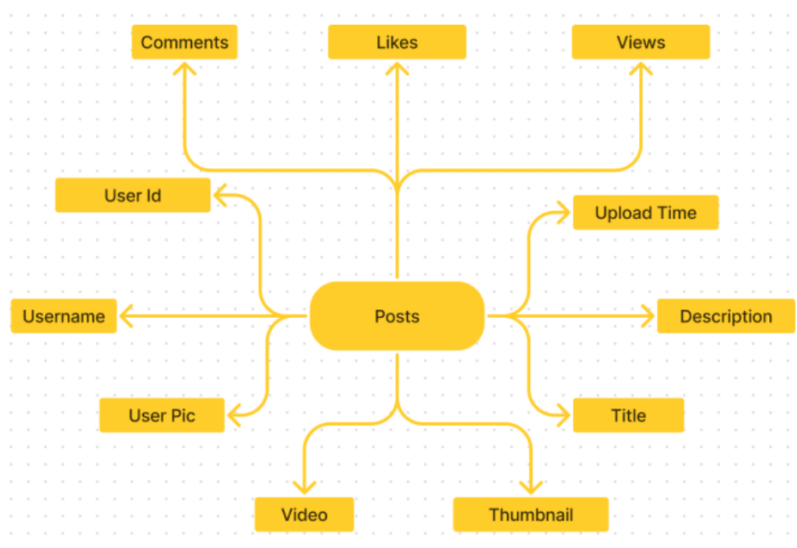 Comments
Likes
Views
User Id
Upload Time
Username
Posts
Description
User Pic
Title
Video
Thumbnail